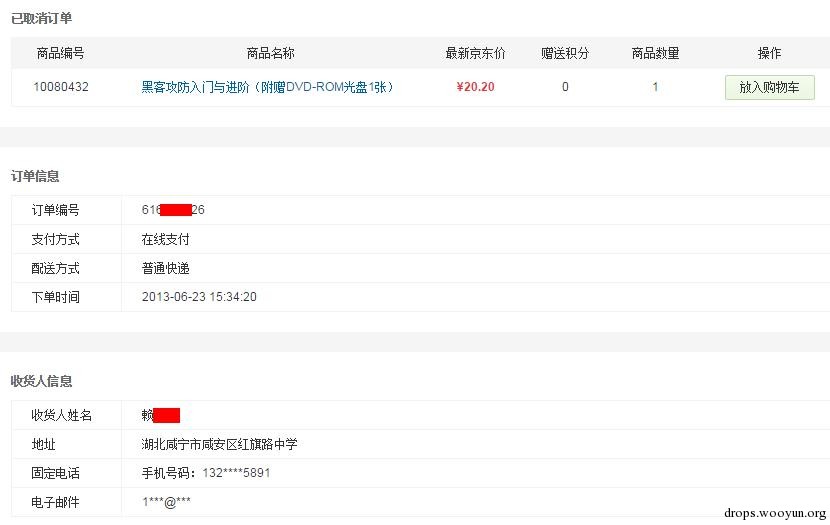 已取消订单
商品编号 商品名称 最新京东价 赠送积分 商品数量 操作
10080432 黑客攻防入门与进阶（附赠DVD-ROM光盘1张） ¥20.20 0 1 放入购物车
订单信息
订单编号 616 26
支付方式 在线支付
配送方式 普通快递
下单时间 2013-06-23 15:34:20
收货人信息
收货人姓名 赖
地址 湖北咸宁市咸安区红旗路中学
固定电话 手机号码：132****5891
电子邮件 1***@***
drops.wooyun.org